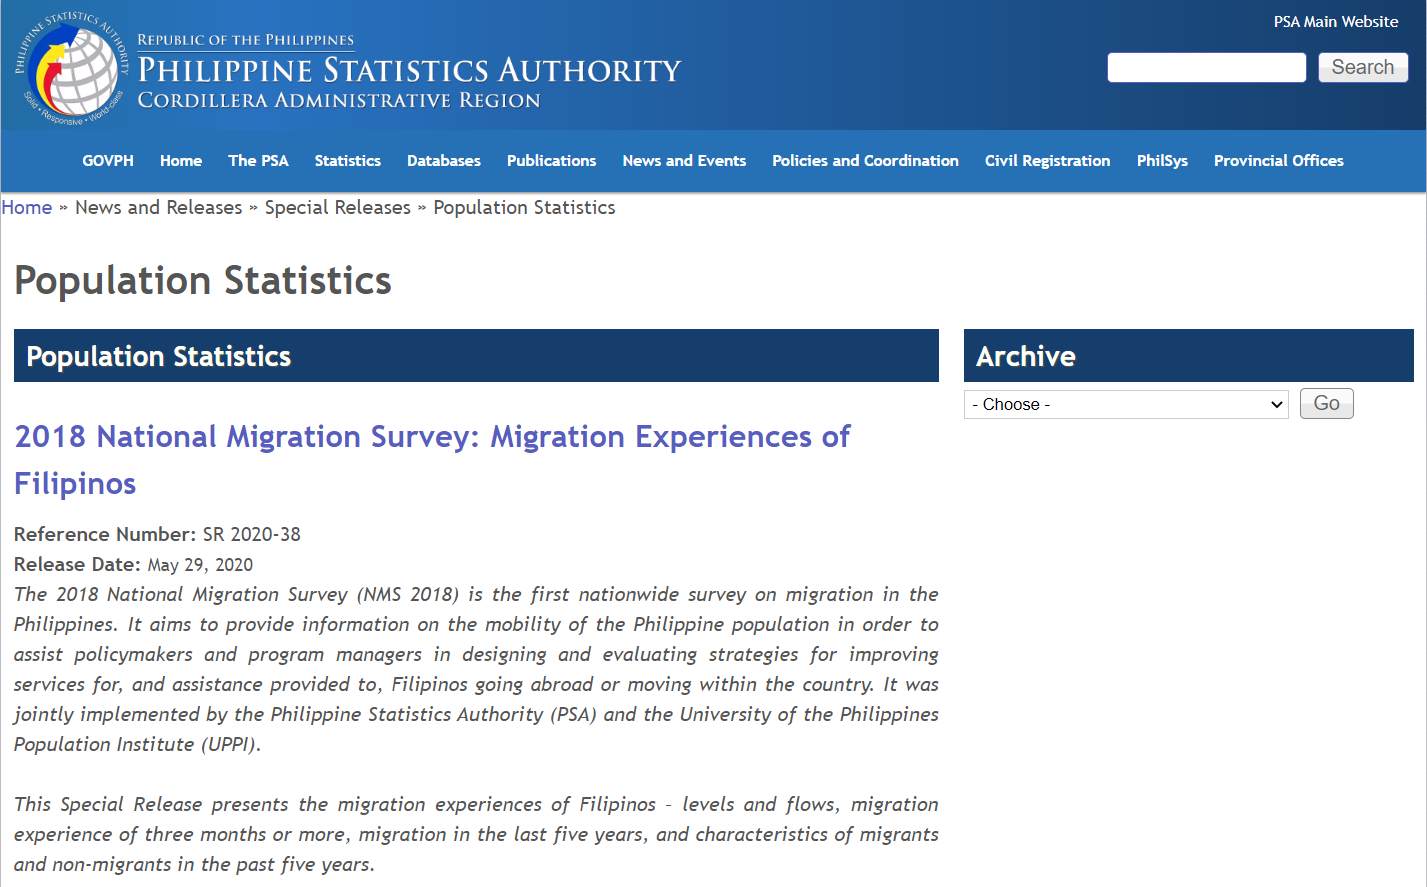 PHILIPPINE STATISTICS AUTHORITY
Solid • Responsive • World-class
REPUBLIC OF THE PHILIPPINES
PHILIPPINE STATISTICS AUTHORITY
CORDILLERA ADMINISTRATIVE REGION
PSA Main Website
Search
GOVPH Home The PSA Statistics Databases Publications News and Events Policies and Coordination Civil Registration PhilSys Provincial Offices
Home » News and Releases » Special Releases » Population Statistics
Population Statistics
Population Statistics
2018 National Migration Survey: Migration Experiences of
Filipinos
Reference Number: SR 2020-38
Release Date: May 29, 2020
The 2018 National Migration Survey (NMS 2018) is the first nationwide survey on migration in the
Philippines. It aims to provide information on the mobility of the Philippine population in order to
assist policymakers and program managers in designing and evaluating strategies for improving
services for, and assistance provided to, Filipinos going abroad or moving within the country. It was
jointly implemented by the Philippine Statistics Authority (PSA) and the University of the Philippines
Population Institute (UPPI).
This Special Release presents the migration experiences of Filipinos – levels and flows, migration
experience of three months or more, migration in the last five years, and characteristics of migrants
and non-migrants in the past five years.
Archive
- Choose -
Go